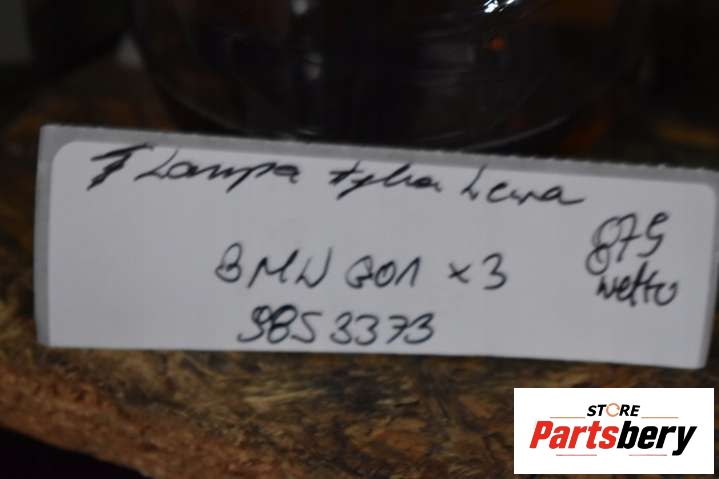 Lampa tylna Lewa
BMW G01 x3
9853373
875
netto
STORE
Partsbery